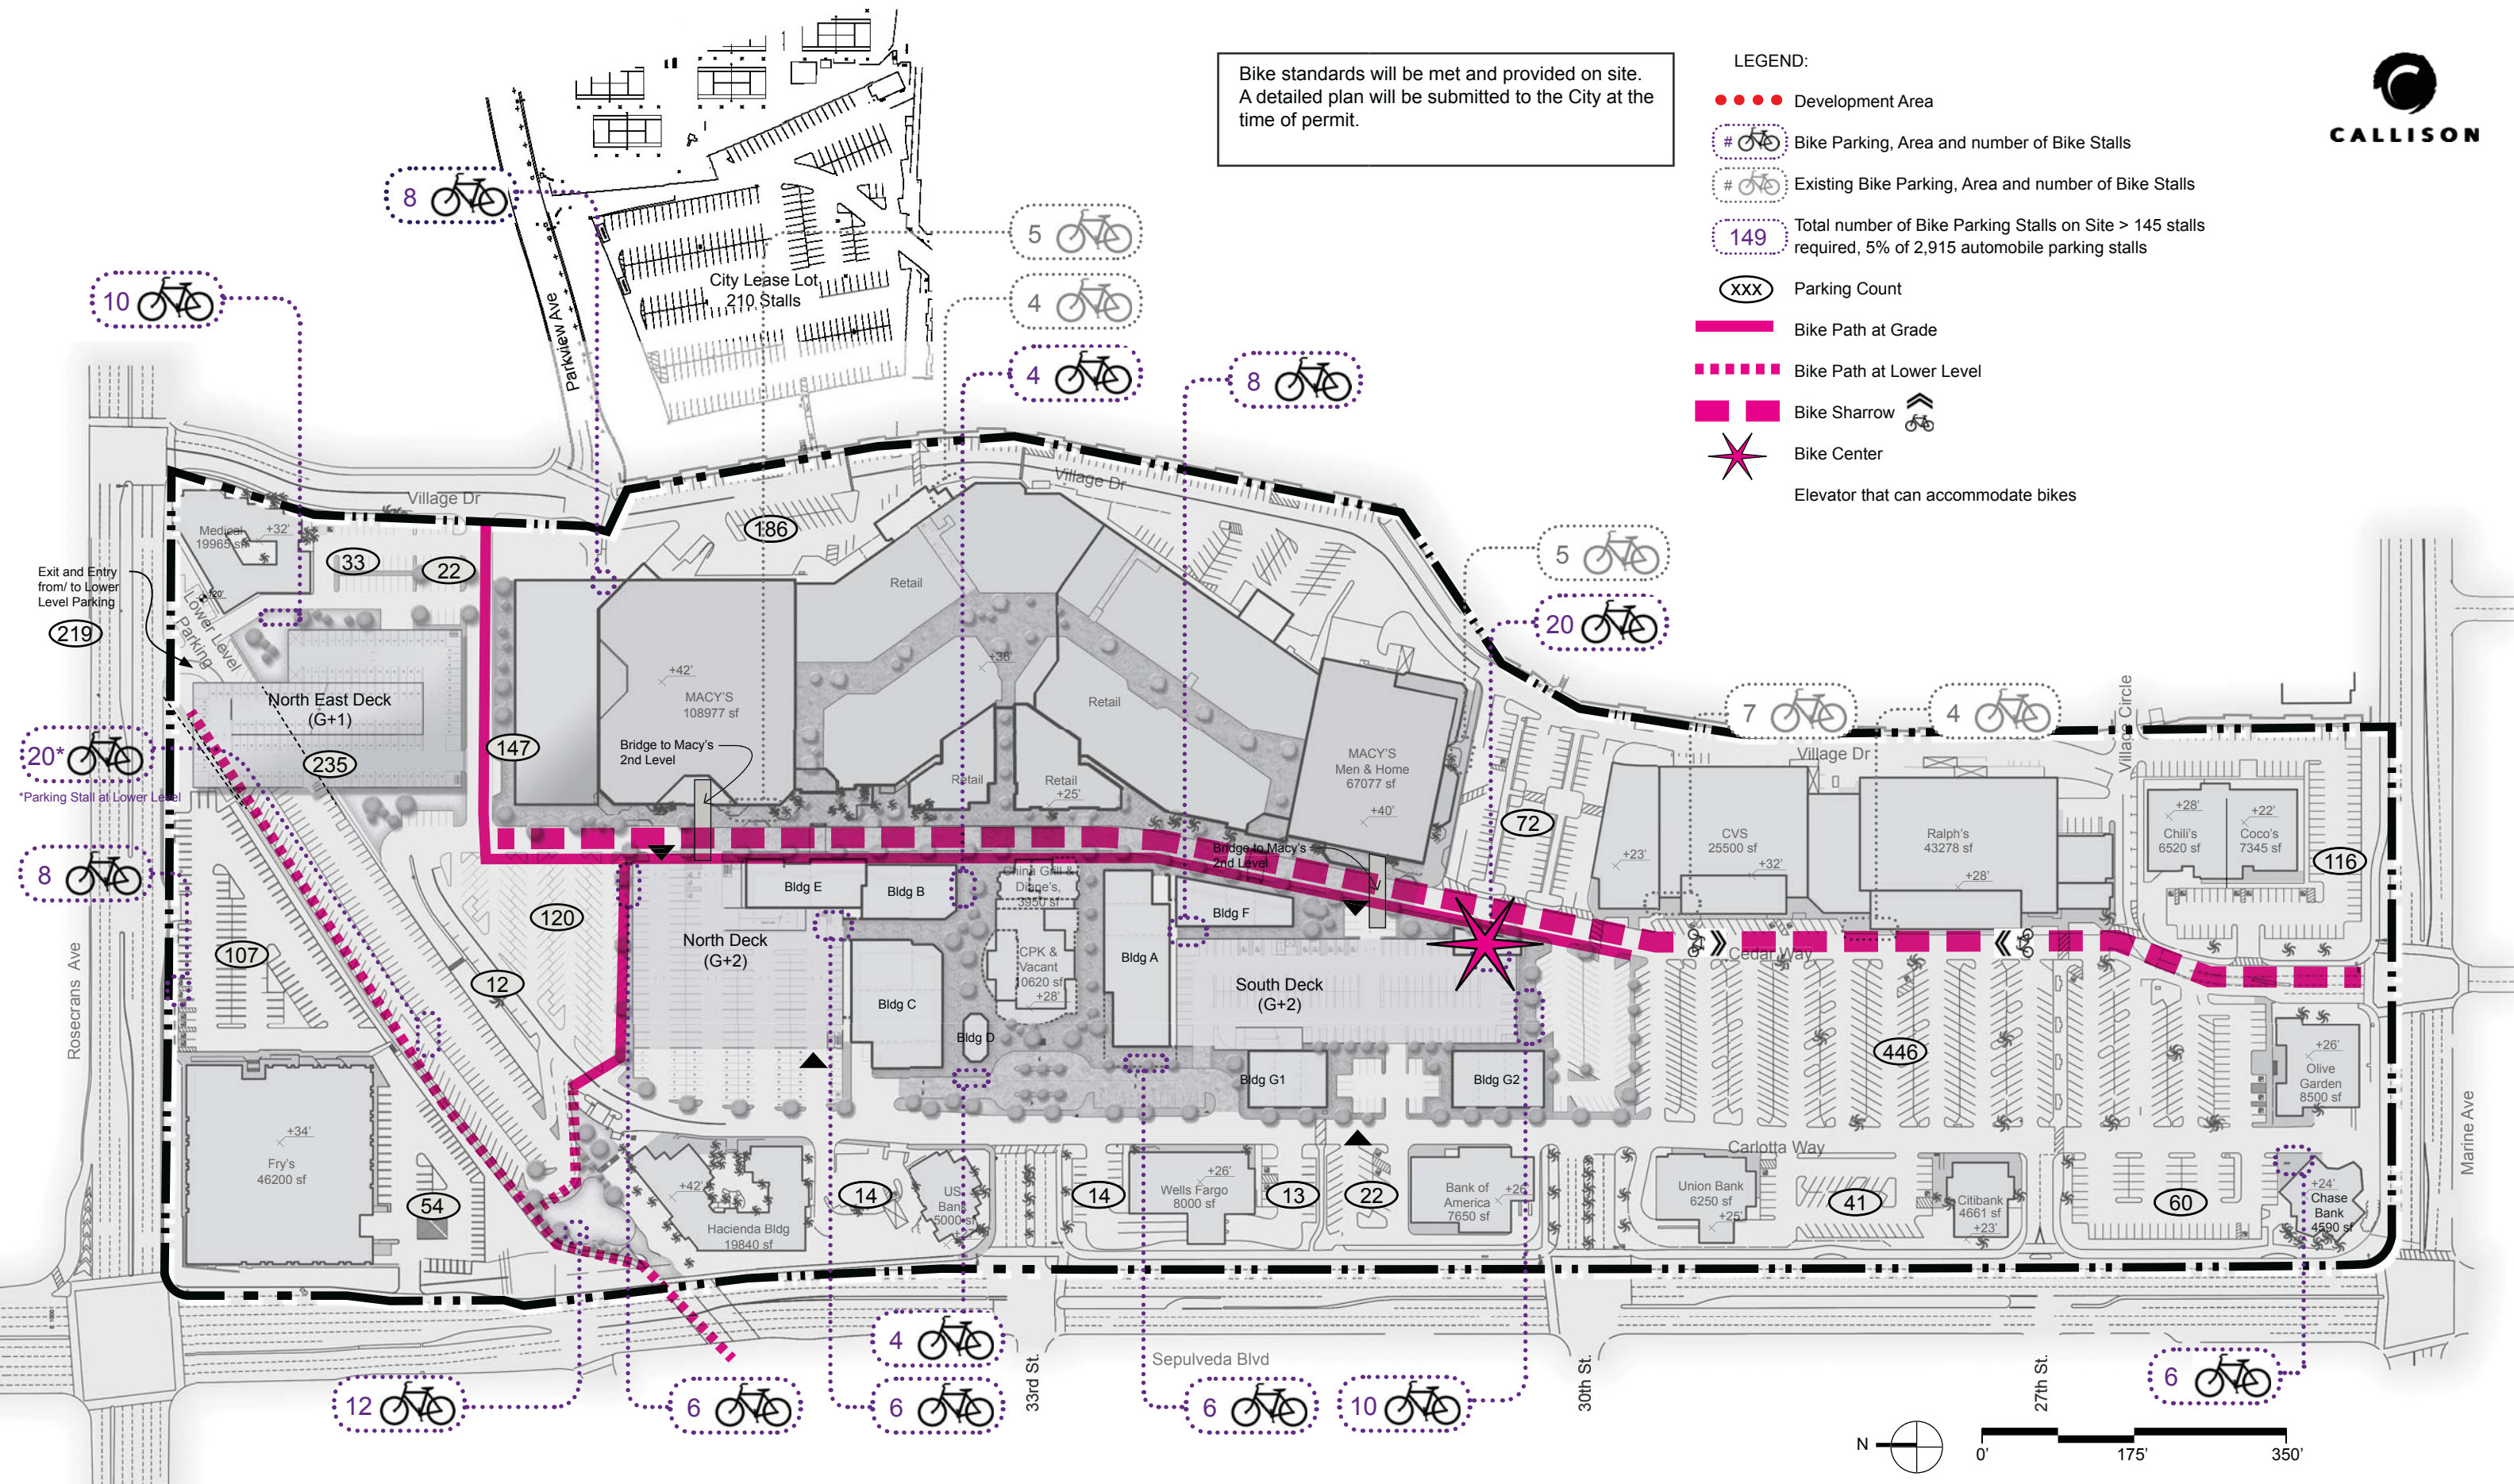 Bike standards will be met and provided on site.
A detailed plan will be submitted to the City at the
time of permit.
LEGEND:
Development Area
# Bike Parking, Area and number of Bike Stalls
# Existing Bike Parking, Area and number of Bike Stalls
149
Total number of Bike Parking Stalls on Site > 145 stalls
required, 5% of 2,915 automobile parking stalls
XXX Parking Count
Bike Path at Grade
Bike Path at Lower Level
Bike Sharrow
Bike Center
Elevator that can accommodate bikes
CALLISON
8
10
5
4
4
8
5
20
7
4
20*
*Parking Stall at Lower Level
8
City Lease Lot
210 Stalls
Parkview Ave
Village Dr
Village Dr
Village Dr
Village Circle
Medical
19965 sf
+32'
33
22
186
Exit and Entry
from/ to Lower
Level Parking
219
Lower Level
Parking
North East Deck
(G+1)
235
147
+42'
MACY'S
108977 sf
Bridge to Macy's
2nd Level
Retail
+36'
Retail
Retail
Retail
+25'
MACY'S
Men & Home
67077 sf
+40'
Bridge to Macy's
2nd Level
72
+23'
CVS
25500 sf
+32'
Ralph's
43278 sf
+28'
+28'
Chili's
6520 sf
+22'
Coco's
7345 sf
116
Rosecrans Ave
107
120
12
North Deck
(G+2)
Bldg E
Bldg B
China Grill &
Diane's,
3950 sf
CPK &
Vacant
10620 sf
+28'
Bldg C
Bldg D
Bldg A
Bldg F
South Deck
(G+2)
Bldg G1
Bldg G2
Cedar Way
446
+26'
Olive
Garden
8500 sf
Marine Ave
Carlotta Way
+34'
Fry's
46200 sf
54
+42'
Hacienda Bldg
19840 sf
14
US
Bank
5000 sf
14
+26'
Wells Fargo
8000 sf
13
22
Bank of
America
7650 sf
+26'
Union Bank
6250 sf
+25'
41
Citibank
4661 sf
+23'
60
+24'
Chase
Bank
4590 sf
Sepulveda Blvd
33rd St.
30th St.
27th St.
12
6
4
6
6
10
6
N
0'
175'
350'